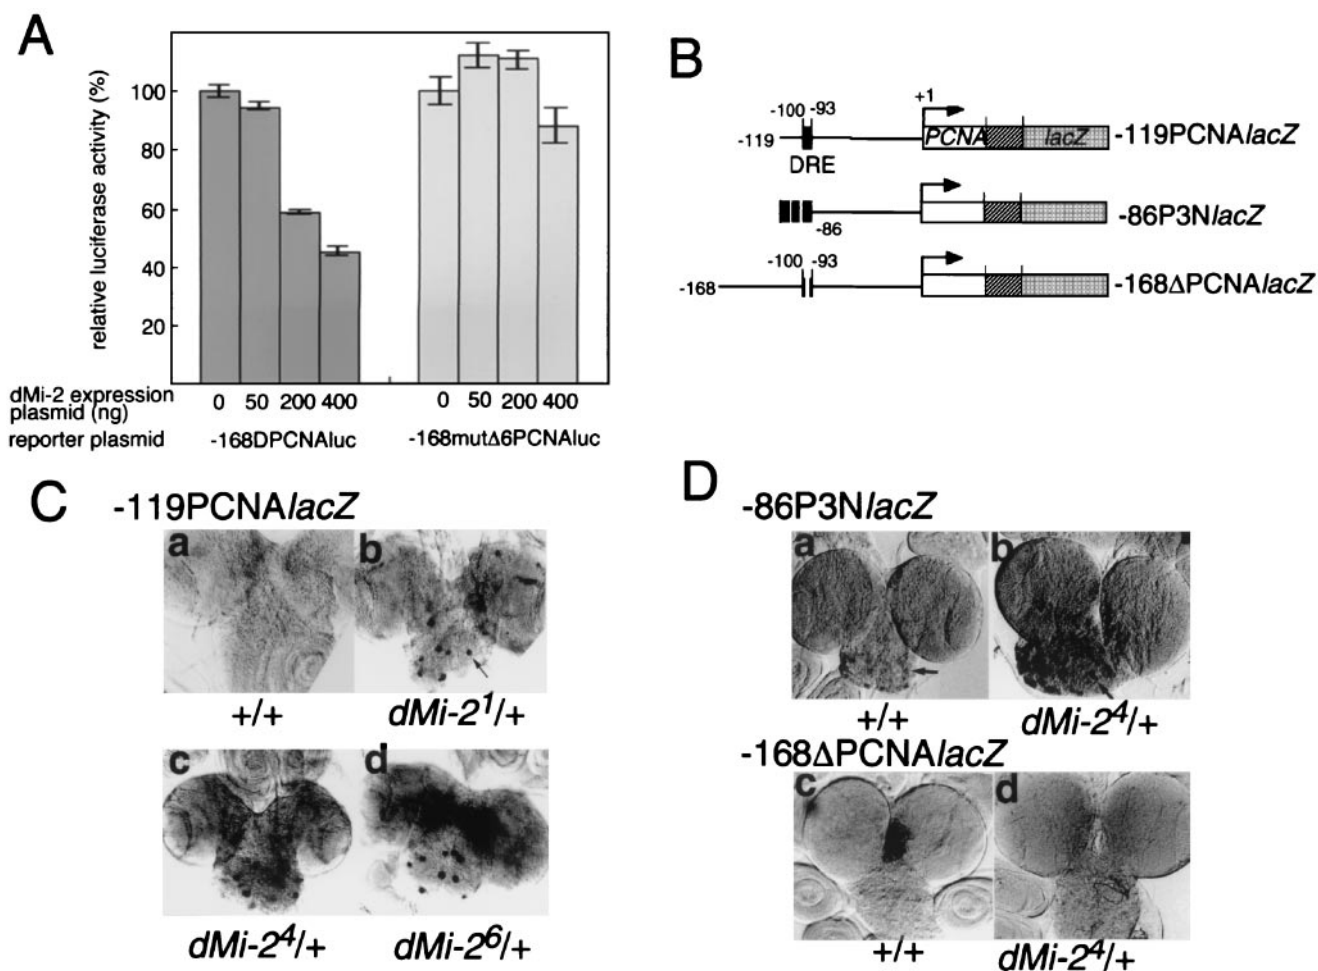 A
relative luciferase activity (%)
100
80
60
40
20
dMi-2 expression
plasmid (ng)
0 50 200 400
0 50 200 400
reporter plasmid
-168DPCNAluc
-168mutΔ6PCNAluc
B
+1
-100 -93
-119
PCNA
lacZ
-119PCNAlacZ
DRE
-86
-86P3NlacZ
-100 -93
-168
-168ΔPCNAlacZ
C
-119PCNAlacZ
a
b
+/+
dMi-2¹/+
c
d
dMi-2⁴/+
dMi-2⁶/+
D
-86P3NlacZ
a
b
+/+
dMi-2⁴/+
-168ΔPCNAlacZ
c
d
+/+
dMi-2⁴/+